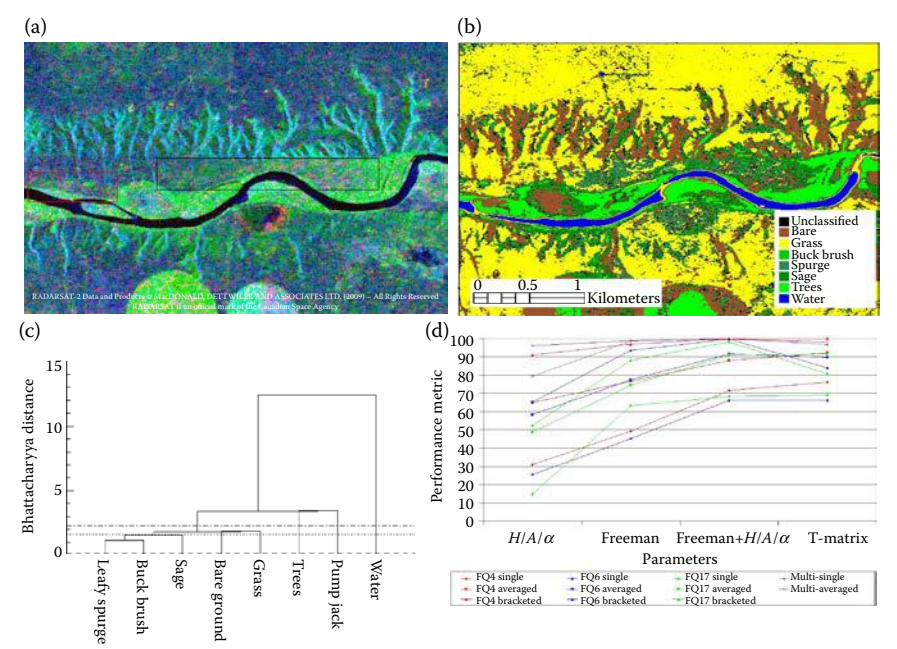 (a)
(b)
RADARSAT-2 Data and Products © MacDONALD, DETTWILER AND ASSOCIATES LTD. (2009) – All Rights Reserved
RADARSAT is an official mark of the Canadian Space Agency
Unclassified
Bare
Grass
Buck brush
Spurge
Sage
Trees
Water
0 0.5 1
Kilometers
(c)
Bhattacharyya distance
15
10
5
0
Leafy spurge
Buck brush
Sage
Bare ground
Grass
Trees
Pump jack
Water
(d)
Performance metric
100
90
80
70
60
50
40
30
20
10
0
H/A/α Freeman Freeman+H/A/α T-matrix
Parameters
FQ4 single FQ6 single FQ17 single Multi-single
FQ4 averaged FQ6 averaged FQ17 averaged Multi-averaged
FQ4 bracketed FQ6 bracketed FQ17 bracketed